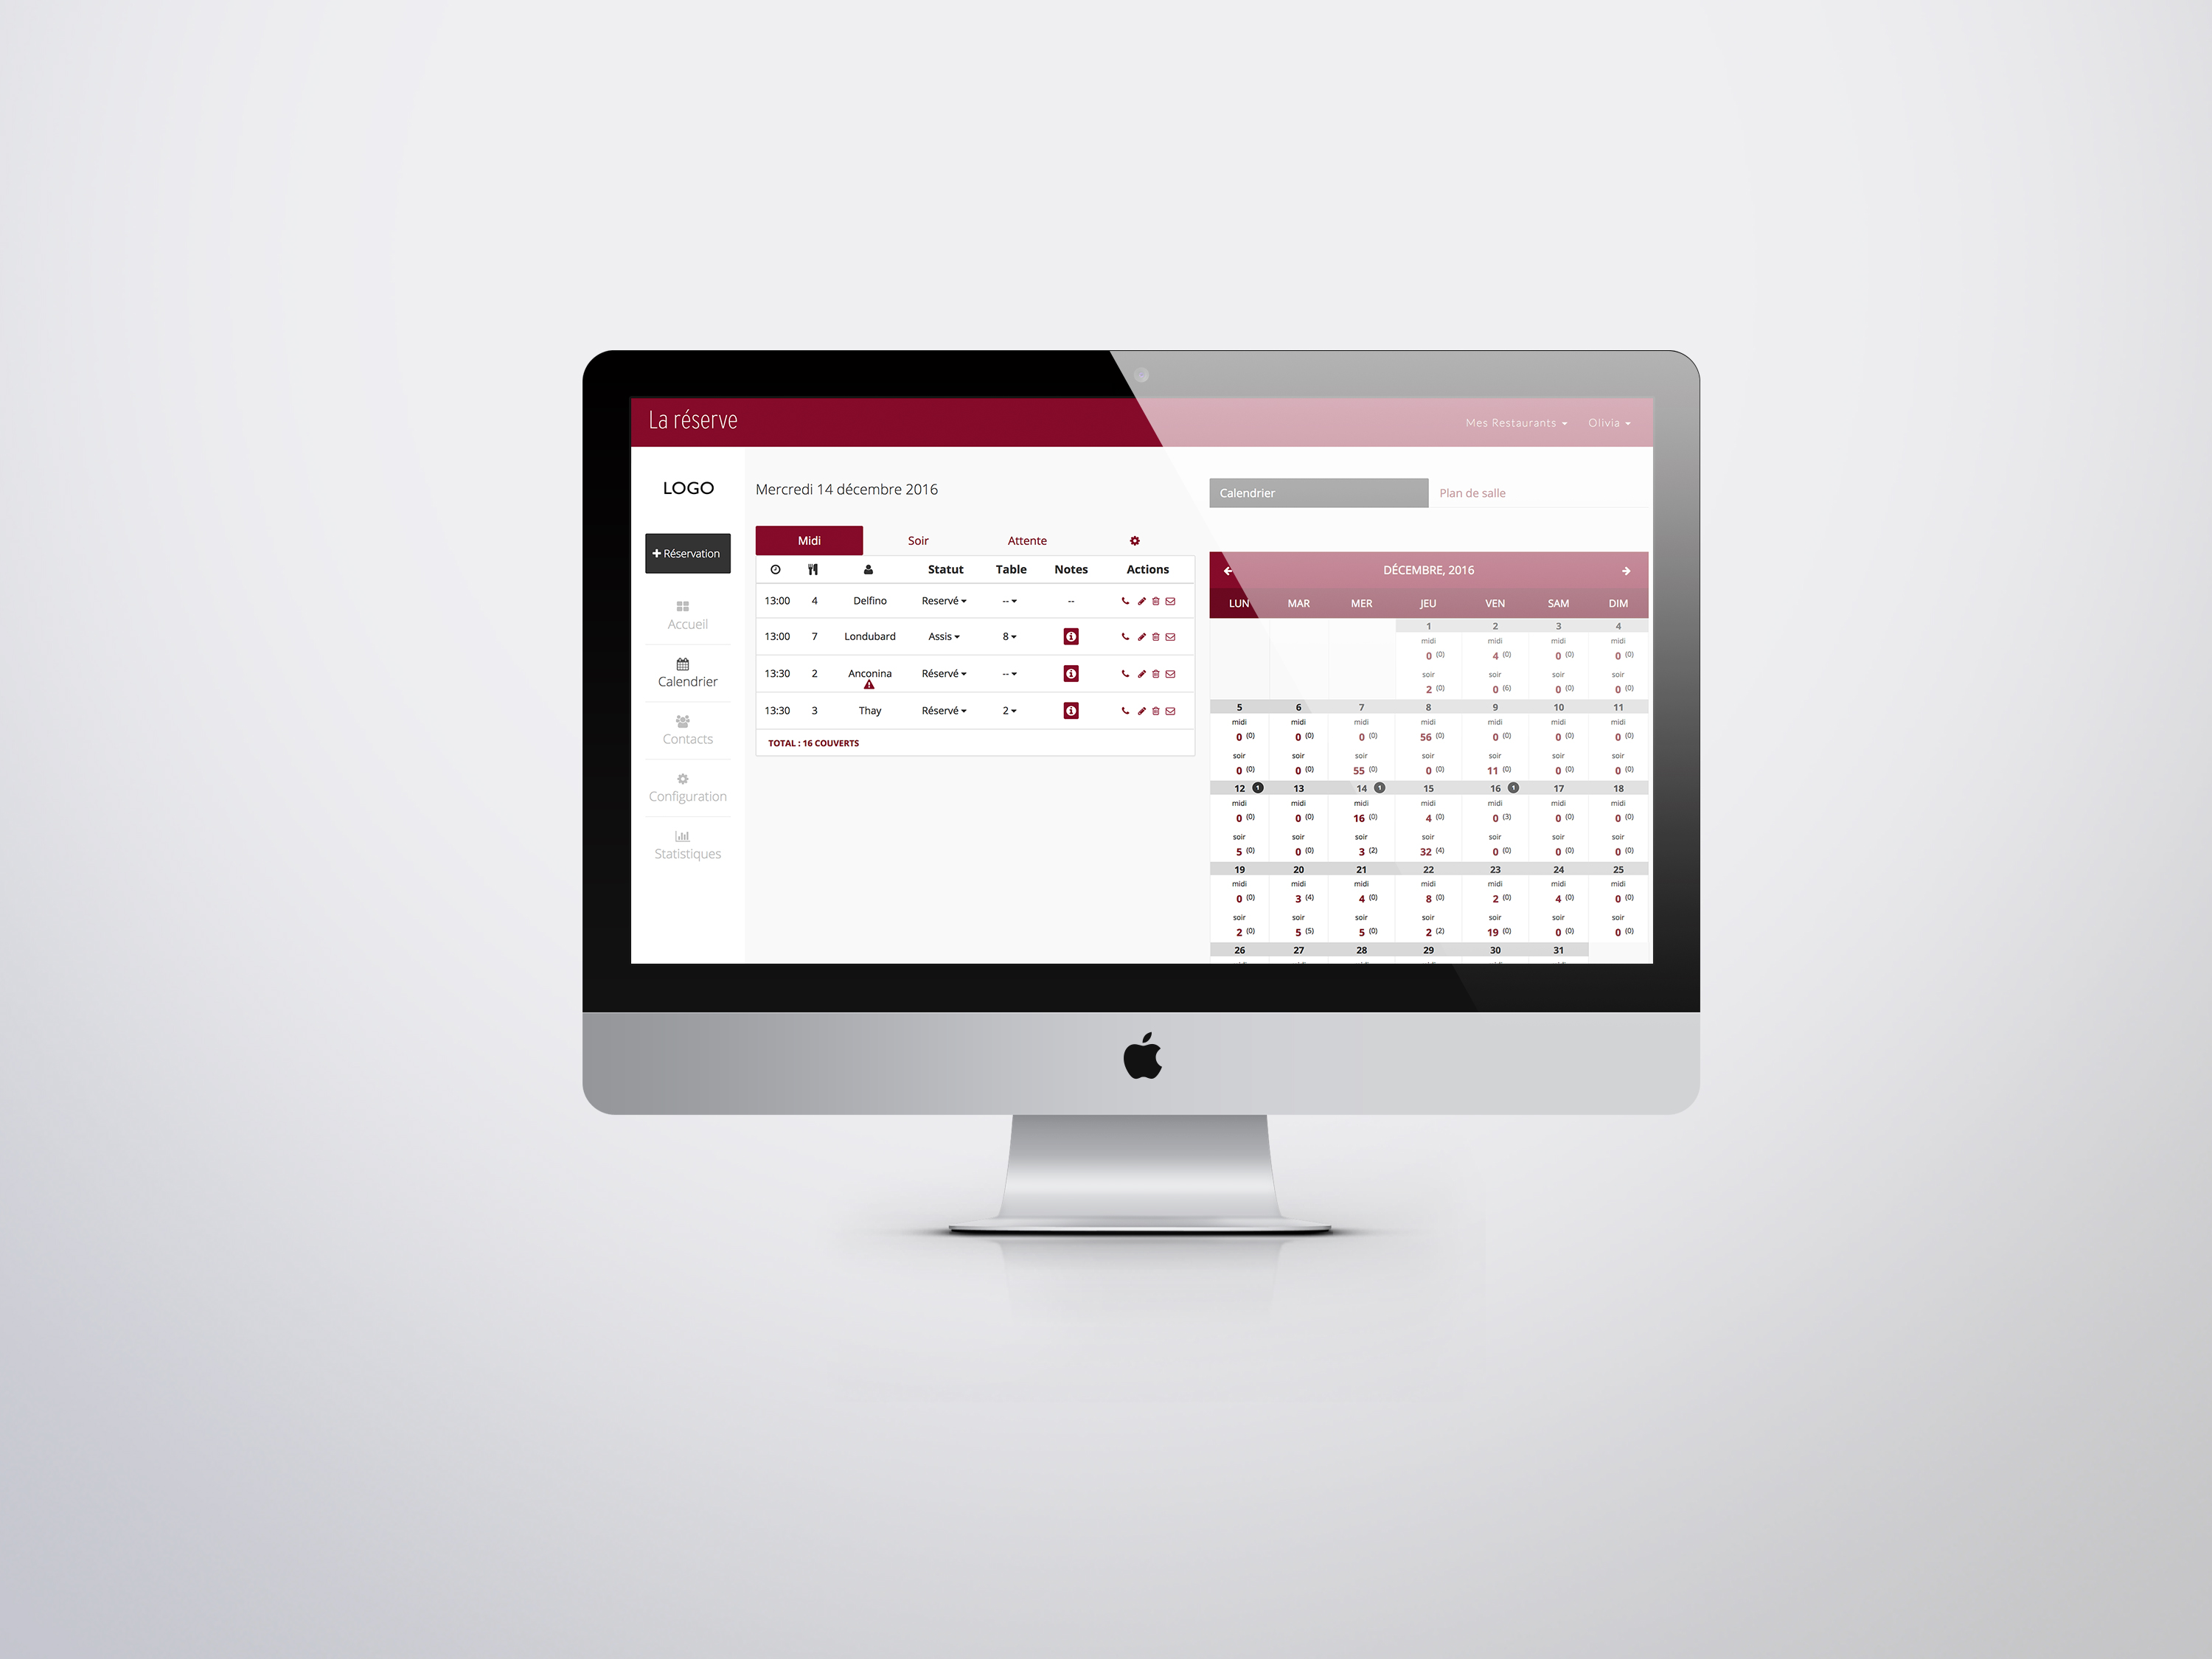 La réserve
Mes Restaurants
Olivia
LOGO
+ Réservation
Accueil
Calendrier
Contacts
Configuration
Statistiques
Mercredi 14 décembre 2016
Midi Soir Attente
Statut Table Notes Actions
13:00 4 Delfino Reservé -- --
13:00 7 Londubard Assis 8
13:30 2 Anconina Réservé --
13:30 3 Thay Réservé 2
TOTAL : 16 COUVERTS
Calendrier Plan de salle
DÉCEMBRE, 2016
LUN MAR MER JEU VEN SAM DIM
1 2 3 4
midi midi midi midi
0 (0) 4 (0) 0 (0) 0 (0)
soir soir soir soir
2 (0) 0 (6) 0 (0) 0 (0)
5 6 7 8 9 10 11
midi midi midi midi midi midi midi
0 (0) 0 (0) 0 (0) 56 (0) 0 (0) 0 (0) 0 (0)
soir soir soir soir soir soir soir
0 (0) 0 (0) 55 (0) 0 (0) 11 (0) 0 (0) 0 (0)
12 1 13 14 1 15 16 1 17 18
midi midi midi midi midi midi midi
0 (0) 0 (0) 16 (0) 4 (0) 0 (3) 0 (0) 0 (0)
soir soir soir soir soir soir soir
5 (0) 0 (0) 3 (2) 32 (4) 0 (0) 0 (0) 0 (0)
19 20 21 22 23 24 25
midi midi midi midi midi midi midi
0 (0) 3 (4) 4 (0) 8 (0) 2 (0) 4 (0) 0 (0)
soir soir soir soir soir soir soir
2 (0) 5 (5) 5 (0) 2 (2) 19 (0) 0 (0) 0 (0)
26 27 28 29 30 31